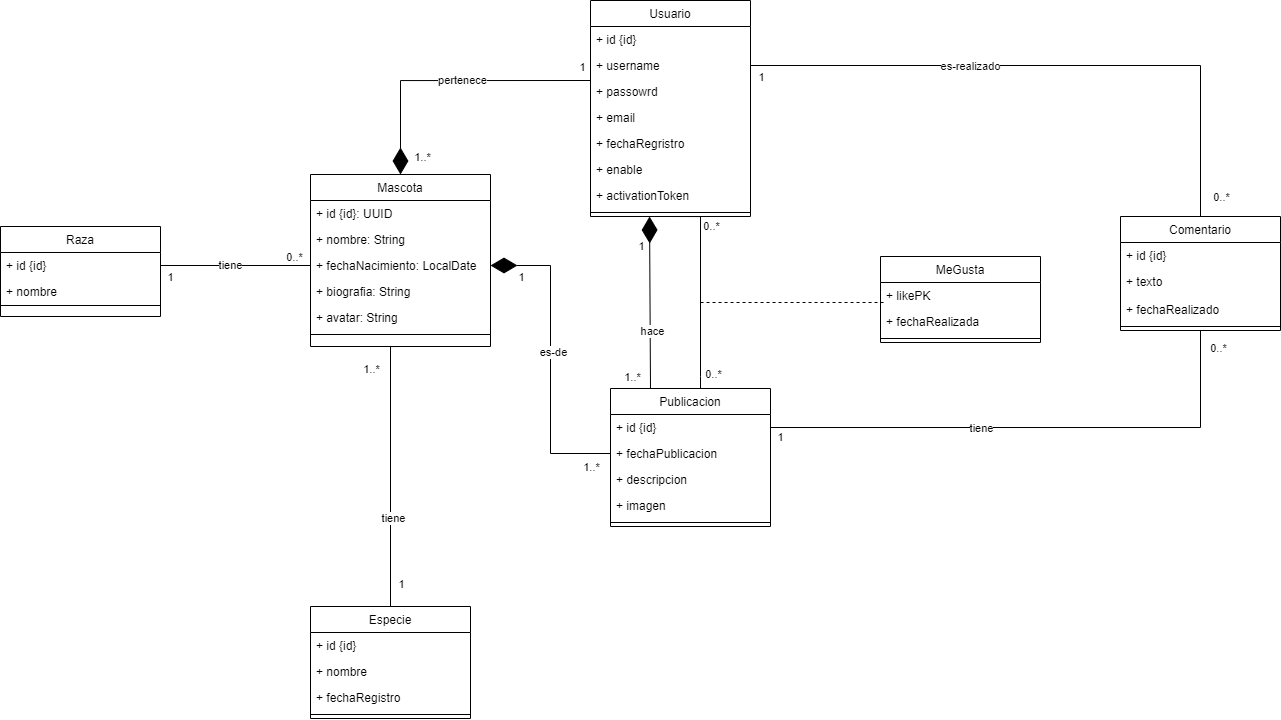 Usuario
+ id {id}
+ username
+ passowrd
+ email
+ fechaRegristro
+ enable
+ activationToken
1
pertenece
1..*
1
es-realizado
0..*
Mascota
+ id {id}: UUID
+ nombre: String
+ fechaNacimiento: LocalDate
+ biografia: String
+ avatar: String
Raza
+ id {id}
+ nombre
1
tiene
0..*
1
es-de
1..*
1
hace
1..*
0..*
0..*
MeGusta
+ likePK
+ fechaRealizada
Comentario
+ id {id}
+ texto
+ fechaRealizado
0..*
tiene
1
Publicacion
+ id {id}
+ fechaPublicacion
+ descripcion
+ imagen
1..*
tiene
1
Especie
+ id {id}
+ nombre
+ fechaRegistro